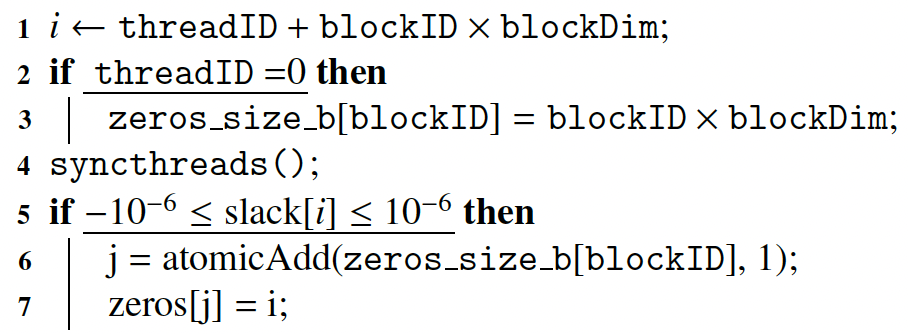 1 i ← threadID + blockID × blockDim;
2 if threadID =0 then
3 zeros_size_b[blockID] = blockID × blockDim;
4 syncthreads();
5 if −10⁻⁶ ≤ slack[i] ≤ 10⁻⁶ then
6 j = atomicAdd(zeros_size_b[blockID], 1);
7 zeros[j] = i;